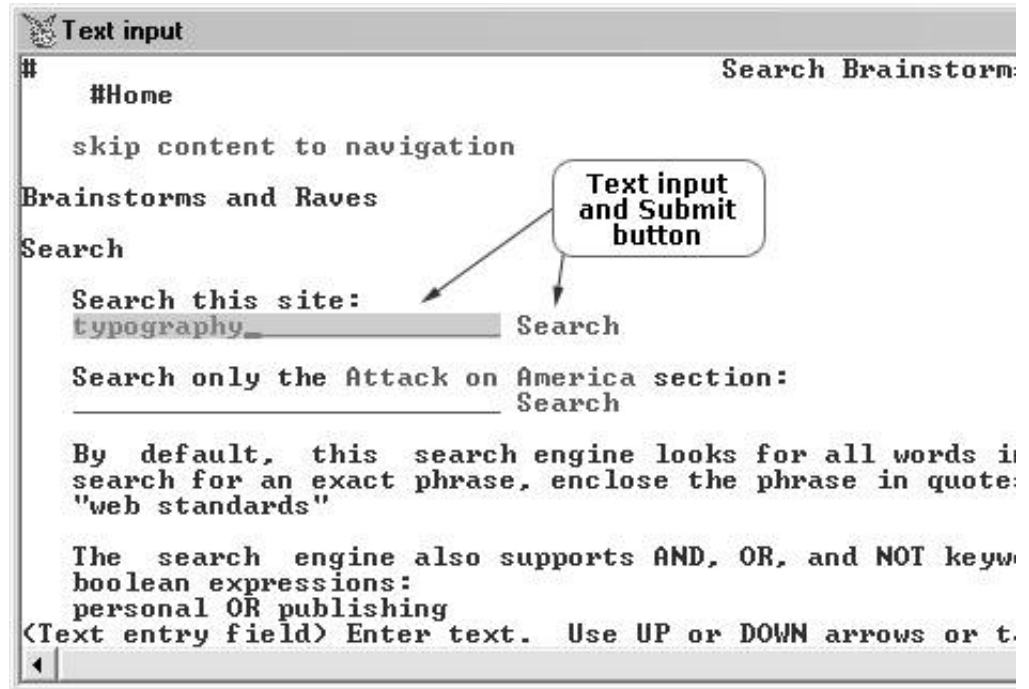 Text input
# Search Brainstorm
#Home
skip content to navigation
Brainstorms and Raves
Text input
and Submit
button
Search
Search this site:
typography_ Search
Search only the Attack on America section:
Search
By default, this search engine looks for all words
search for an exact phrase, enclose the phrase in
"web standards"
The search engine also supports AND, OR, and NOT
boolean expressions:
personal OR publishing
(Text entry field) Enter text. Use UP or DOWN arrows or